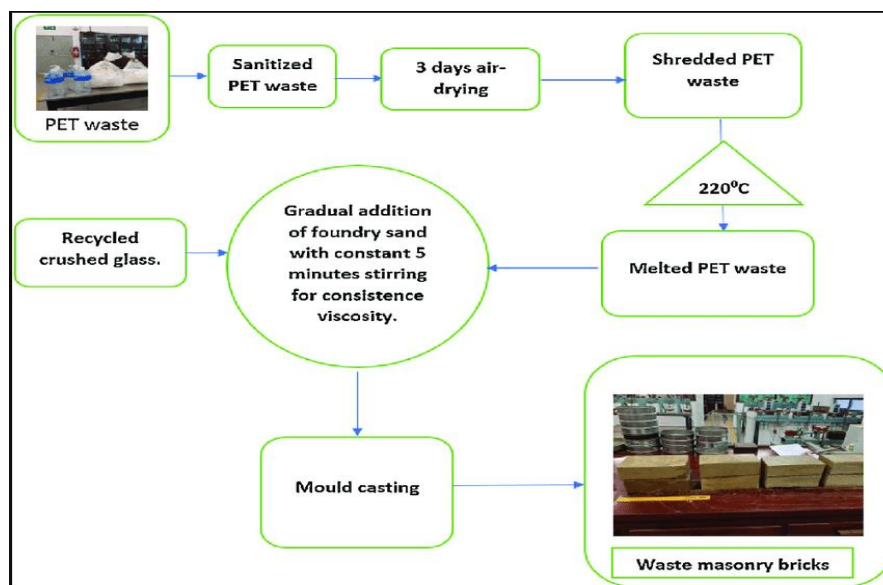 PET waste
Sanitized
PET waste
3 days air-
drying
Shredded PET
waste
220⁰C
Melted PET waste
Recycled
crushed glass.
Gradual addition
of foundry sand
with constant 5
minutes stirring
for consistence
viscosity.
Mould casting
Waste masonry bricks